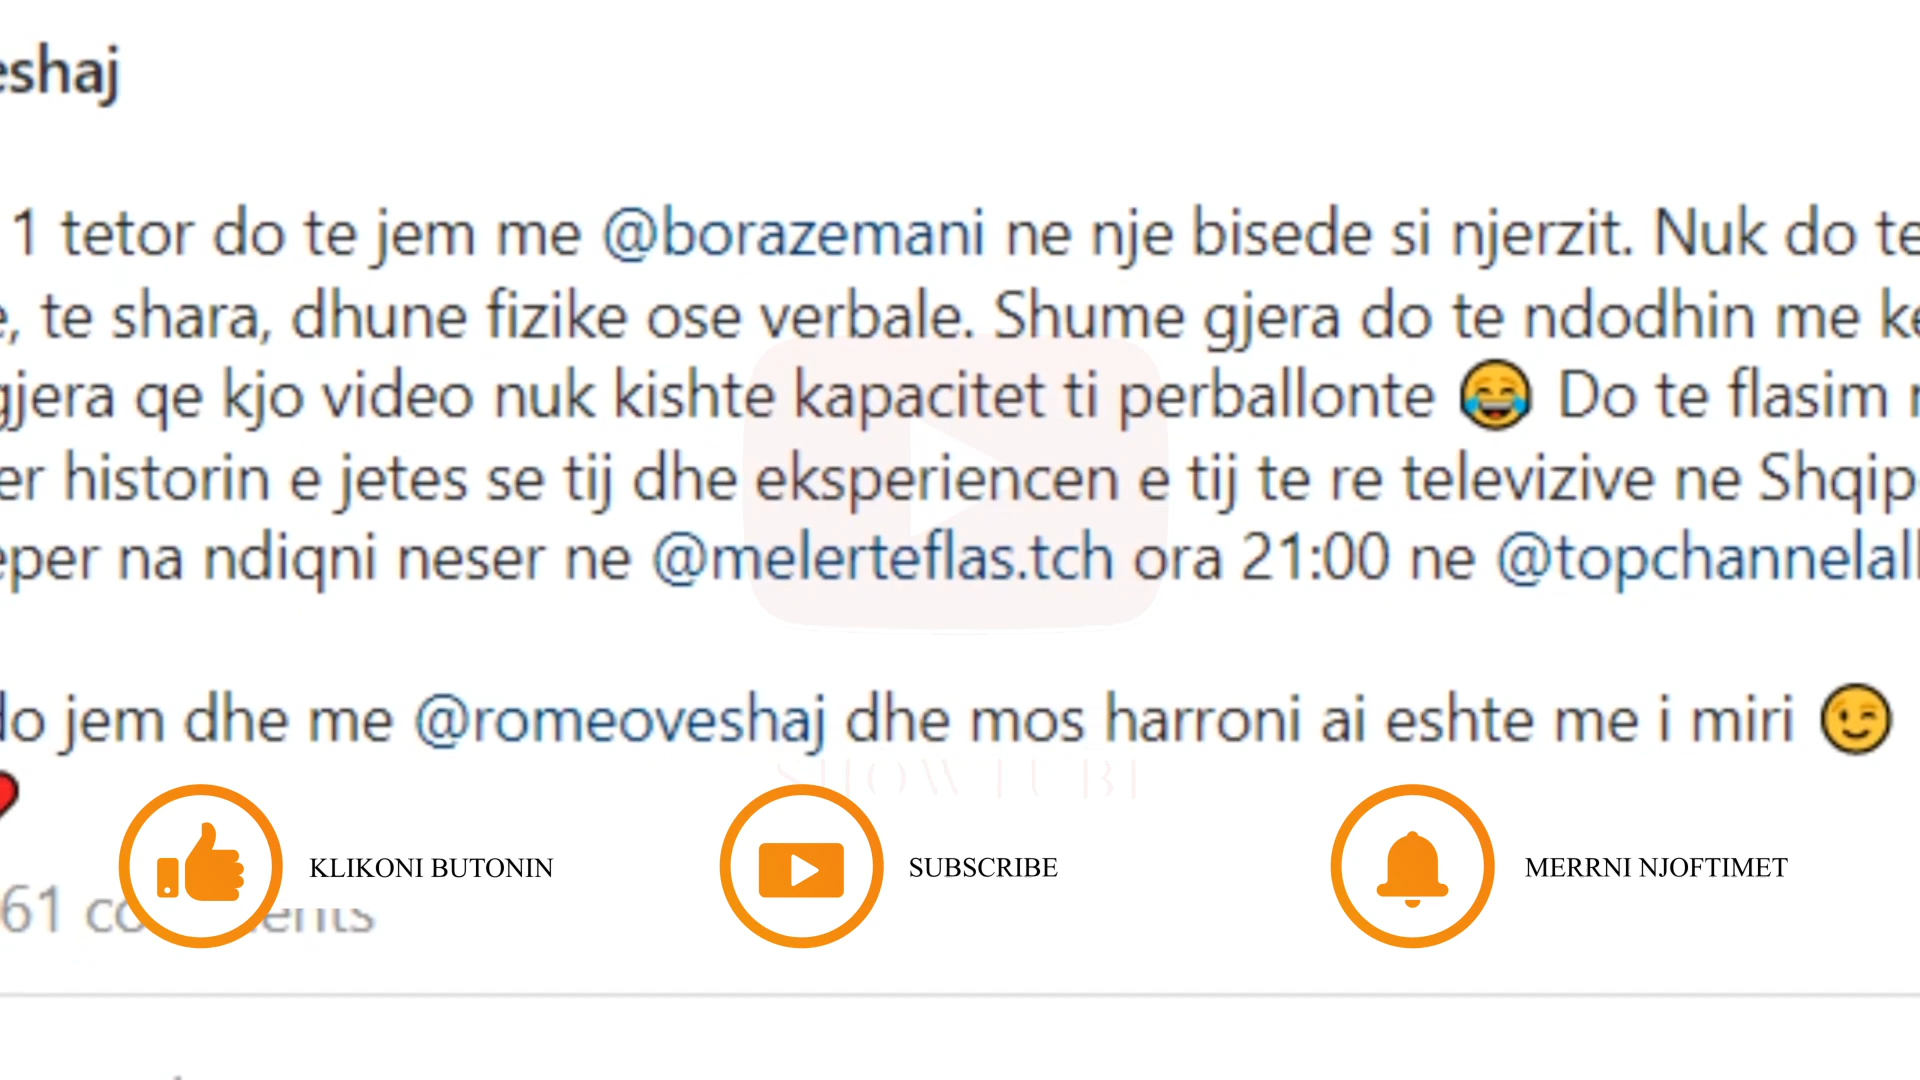 eshaj
1 tetor do te jem me @borazemani ne nje bisede si njerzit. Nuk do te
e, te shara, dhune fizike ose verbale. Shume gjera do te ndodhin me ke
gjera qe kjo video nuk kishte kapacitet ti perballonte 😂 Do te flasim
er historin e jetes se tij dhe eksperiencen e tij te re televizive ne Shqip
eper na ndiqni neser ne @melerteflas.tch ora 21:00 ne @topchannelalb
do jem dhe me @romeoveshaj dhe mos harroni ai eshte me i miri 😉
SHOWTUBE
KLIKONI BUTONIN
SUBSCRIBE
MERRNI NJOFTIMET
61 comments